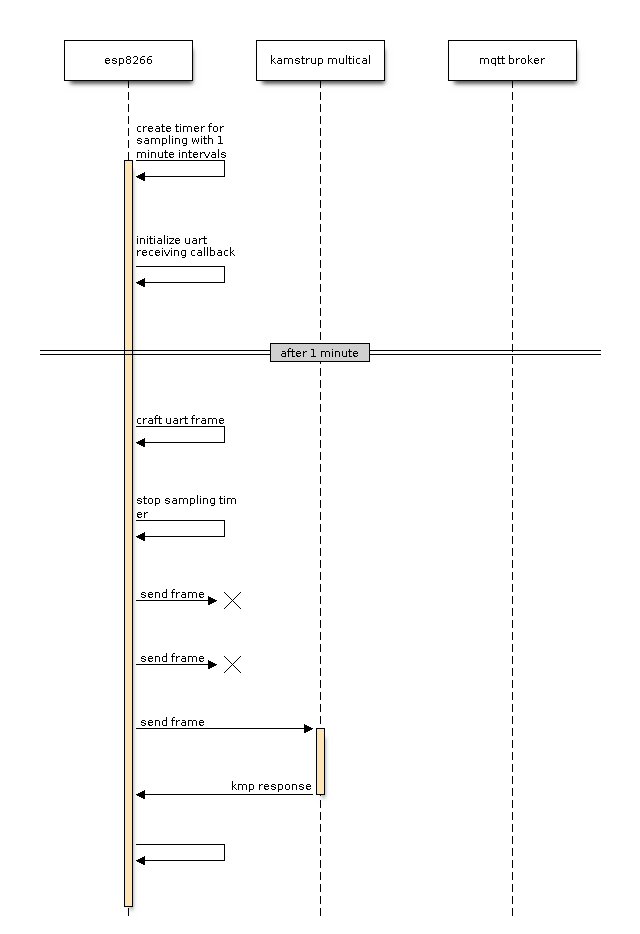 esp8266
kamstrup multical
mqtt broker
create timer for
sampling with 1
minute intervals
initialize uart
receiving callback
after 1 minute
craft uart frame
stop sampling tim
er
send frame
send frame
send frame
kmp response